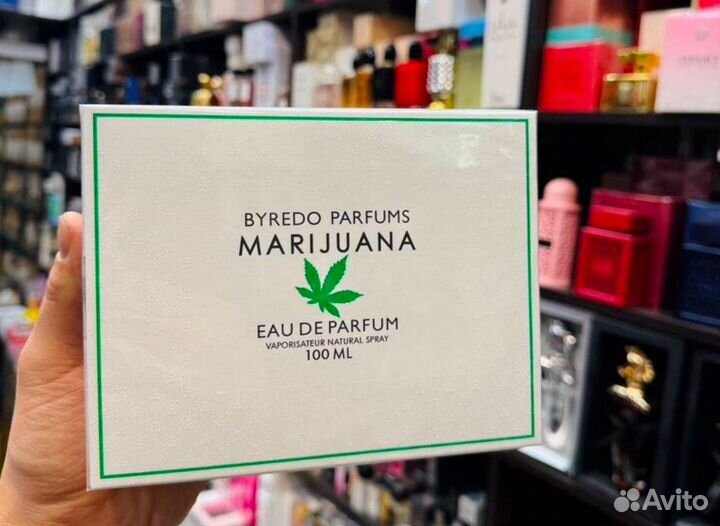 BYREDO PARFUMS
MARIJUANA
EAU DE PARFUM
VAPORISATEUR NATURAL SPRAY
100 ML
Avito